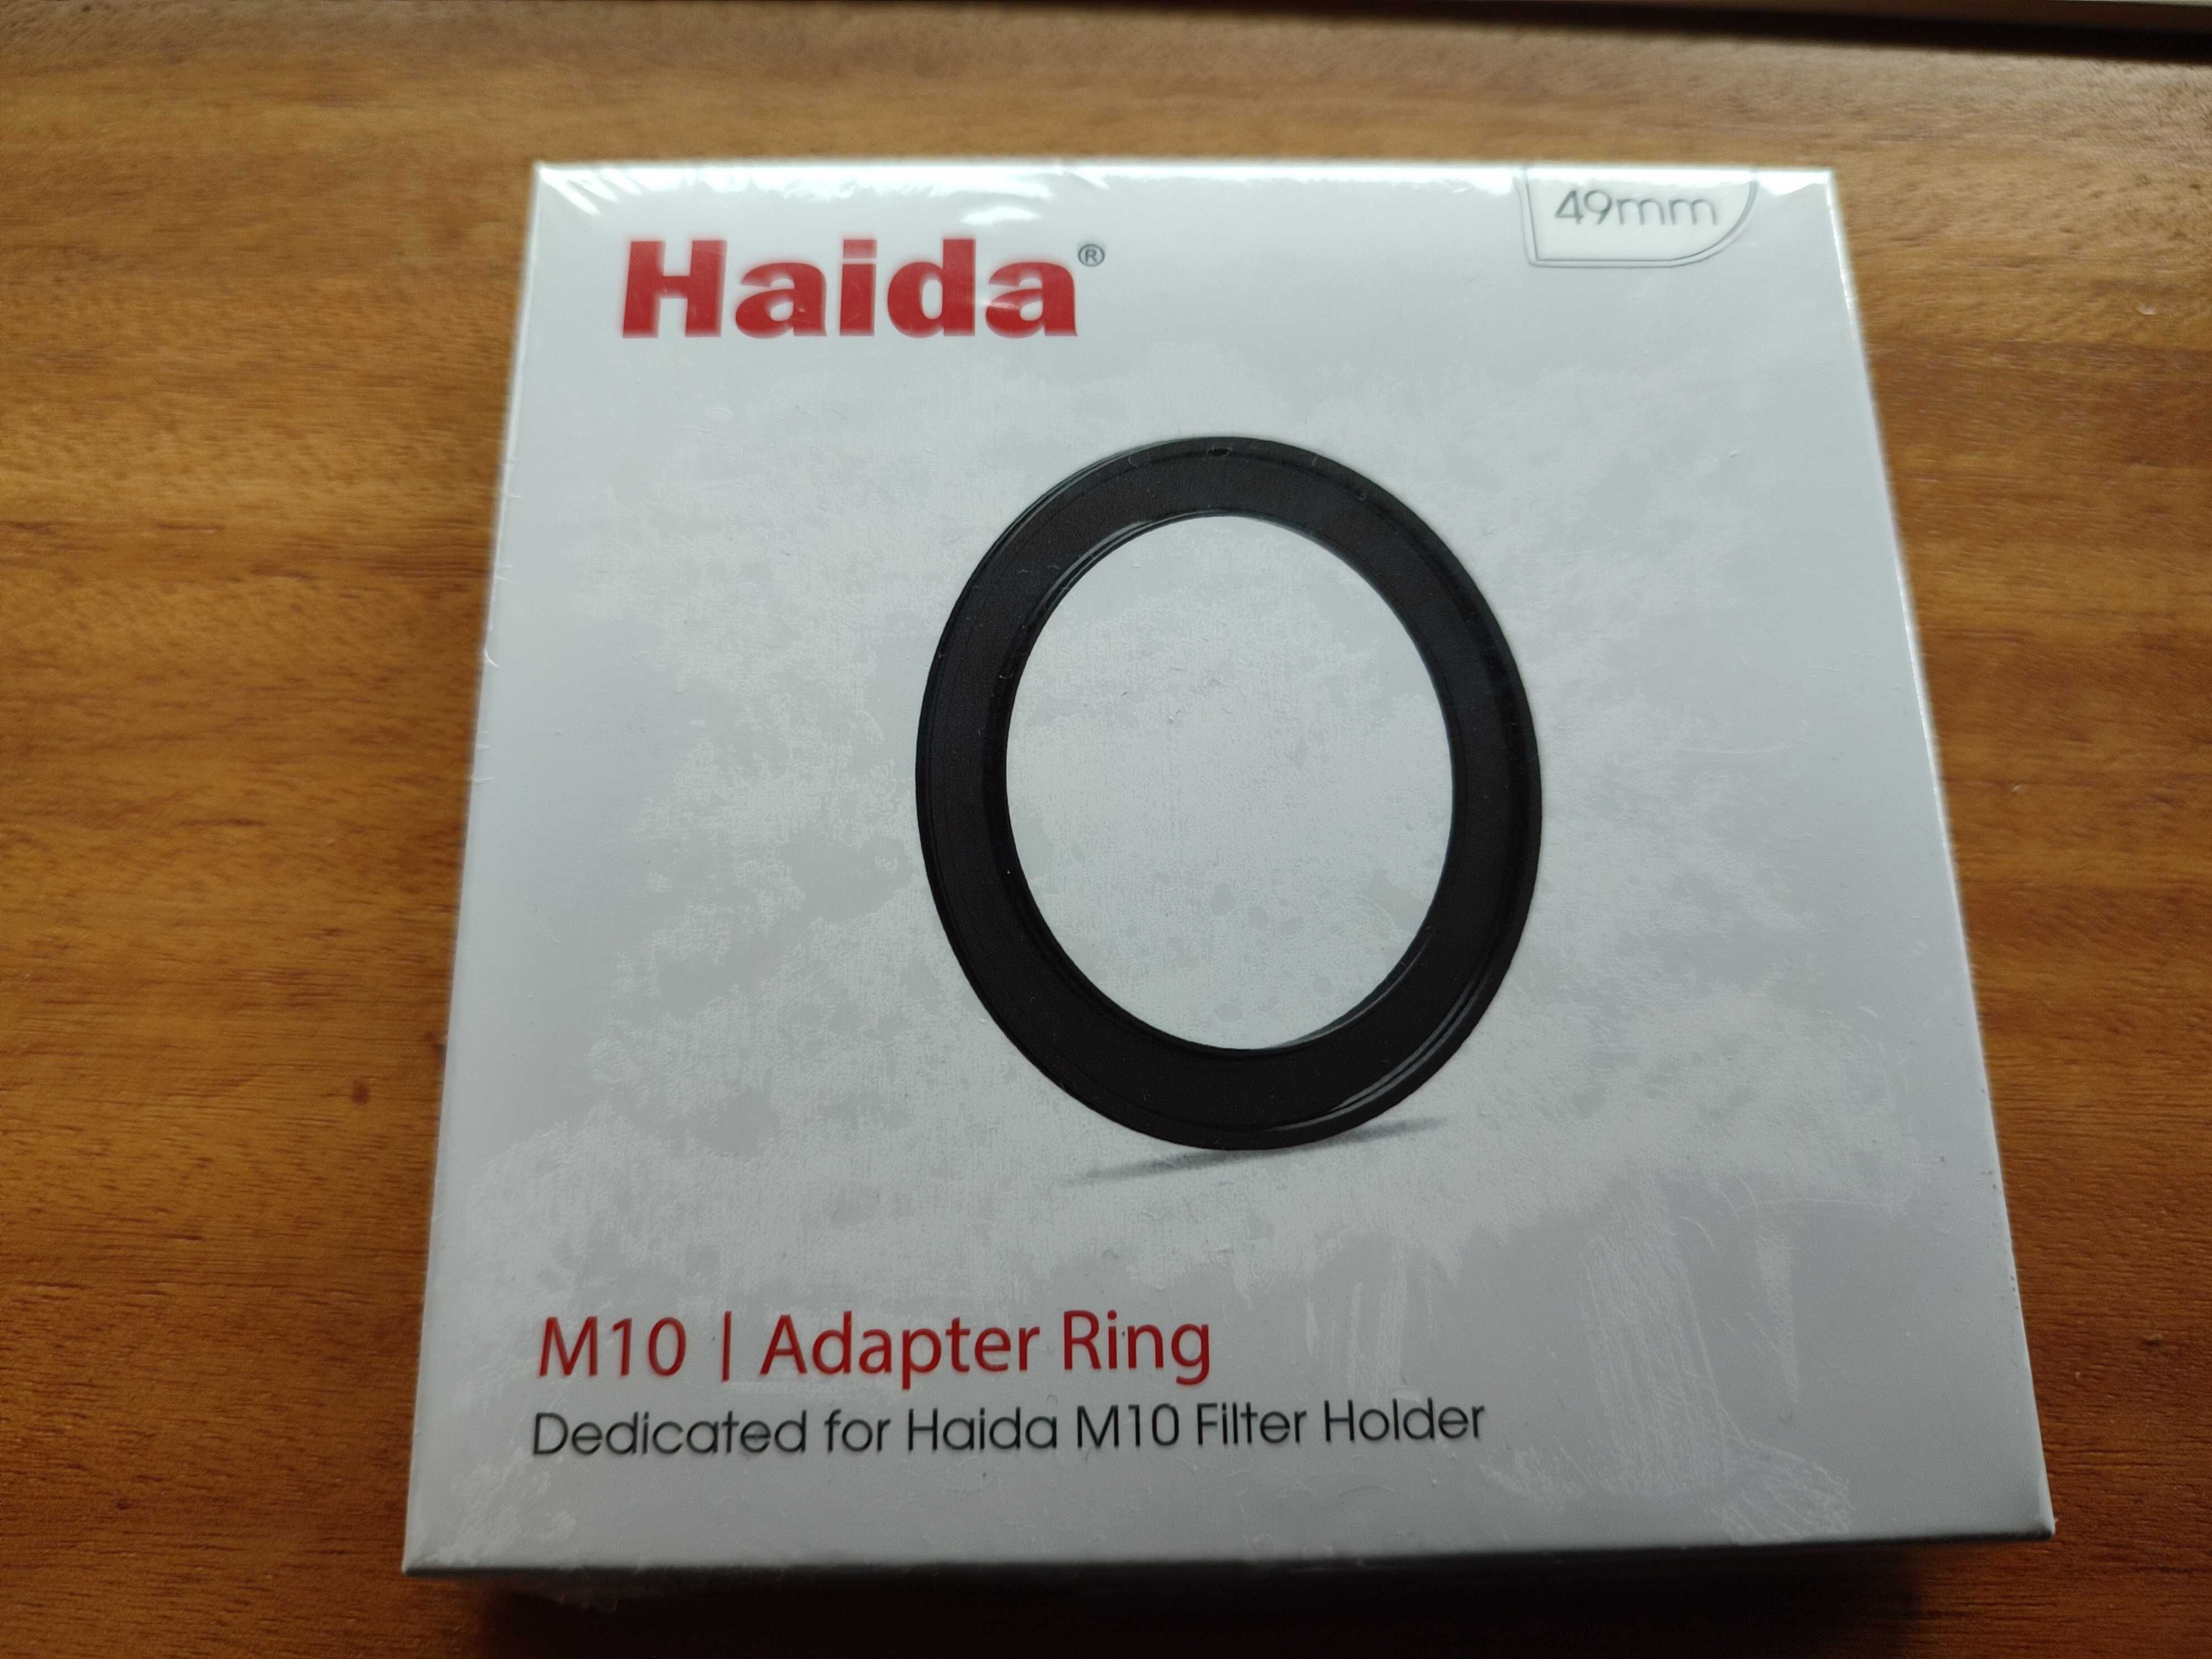 Haida®
49mm
M10 | Adapter Ring
Dedicated for Haida M10 Filter Holder